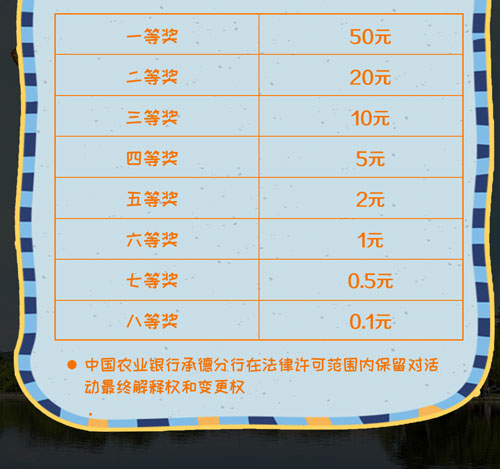 一等奖 50元
二等奖 20元
三等奖 10元
四等奖 5元
五等奖 2元
六等奖 1元
七等奖 0.5元
八等奖 0.1元
● 中国农业银行承德分行在法律许可范围内保留对活
动最终解释权和变更权